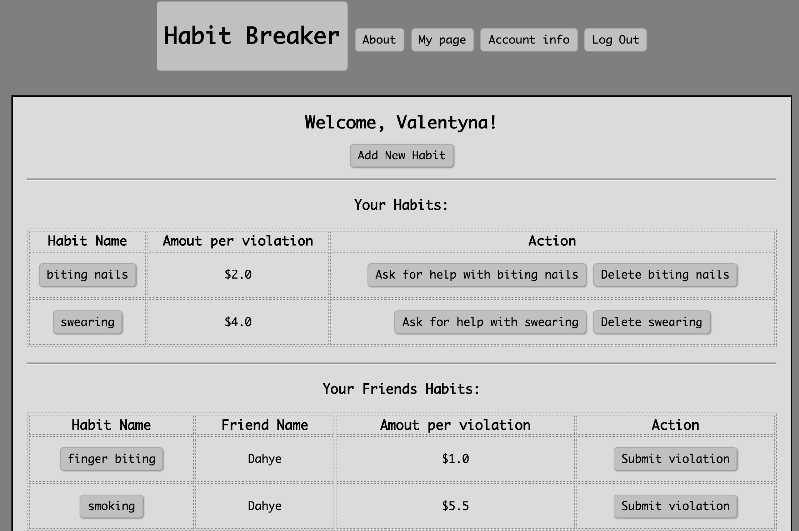 Habit Breaker About My page Account info Log Out
Welcome, Valentyna!
Add New Habit
Your Habits:
Habit Name Amout per violation Action
biting nails $2.0 Ask for help with biting nails Delete biting nails
swearing $4.0 Ask for help with swearing Delete swearing
Your Friends Habits:
Habit Name Friend Name Amout per violation Action
finger biting Dahye $1.0 Submit violation
smoking Dahye $5.5 Submit violation